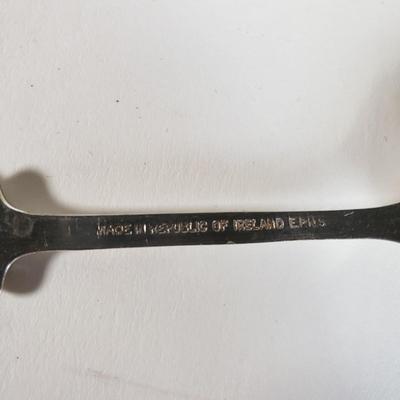 MADE IN REPUBLIC OF IRELAND E.P.N.S